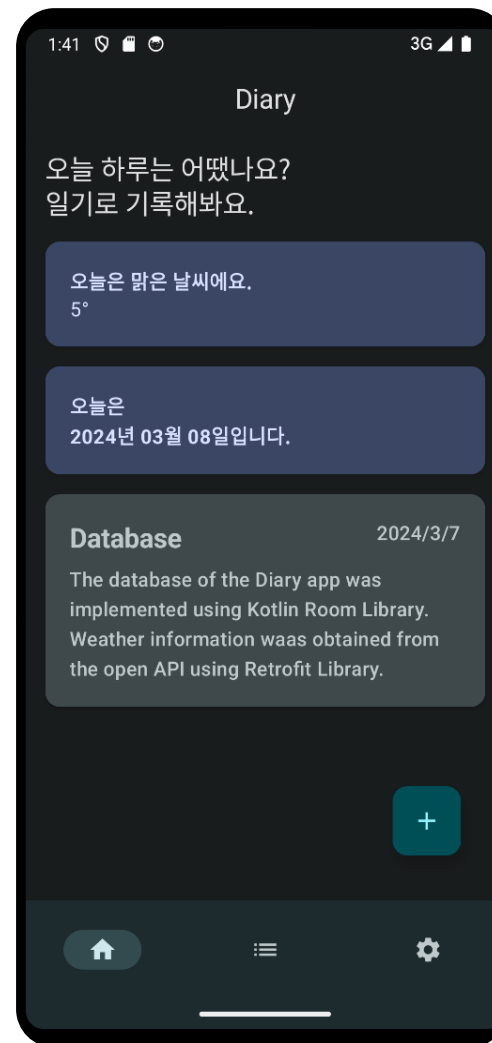 1:41
3G
Diary
오늘 하루는 어땠나요?
일기로 기록해봐요.
오늘은 맑은 날씨에요.
5°
오늘은
2024년 03월 08일입니다.
Database 2024/3/7
The database of the Diary app was
implemented using Kotlin Room Library.
Weather information waas obtained from
the open API using Retrofit Library.
+